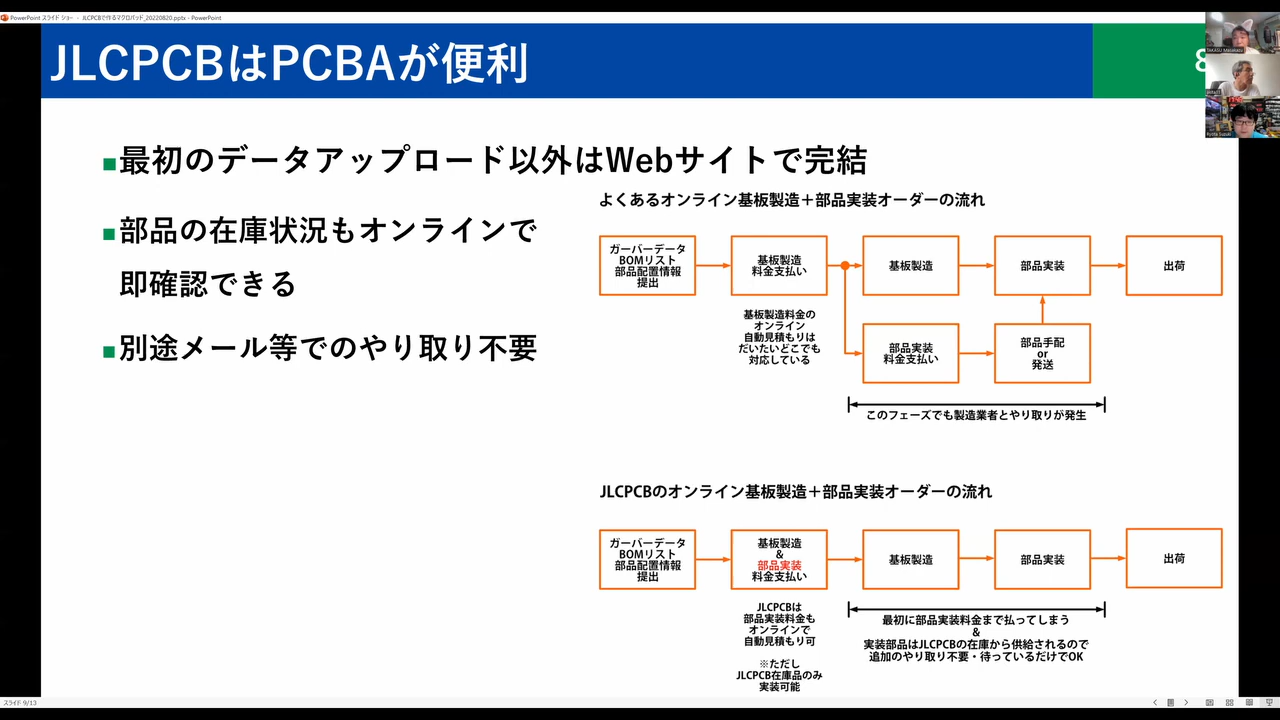 PowerPoint スライド ショー - JLCPCBで作るマクロパッド_20220820.pptx - PowerPoint
JLCPCBはPCBAが便利
8
TAKASU Masakazu
Ryota Suzuki
■最初のデータアップロード以外はWebサイトで完結
■部品の在庫状況もオンラインで
即確認できる
■別途メール等でのやり取り不要
よくあるオンライン基板製造＋部品実装オーダーの流れ
ガーバーデータ
BOMリスト
部品配置情報
提出
基板製造
料金支払い
基板製造
部品実装
出荷
基板製造料金の
オンライン
自動見積もりは
だいたいどこでも
対応している
部品実装
料金支払い
部品手配
or
発送
このフェーズでも製造業者とやり取りが発生
JLCPCBのオンライン基板製造＋部品実装オーダーの流れ
ガーバーデータ
BOMリスト
部品配置情報
提出
基板製造
&
部品実装
料金支払い
基板製造
部品実装
出荷
JLCPCBは
部品実装料金も
オンラインで
自動見積もり可
※ただし
JLCPCB在庫品のみ
実装可能
最初に部品実装料金まで払ってしまう
&
実装部品はJLCPCBの在庫から供給されるので
追加のやり取り不要・待っているだけでOK
スライド 9/13